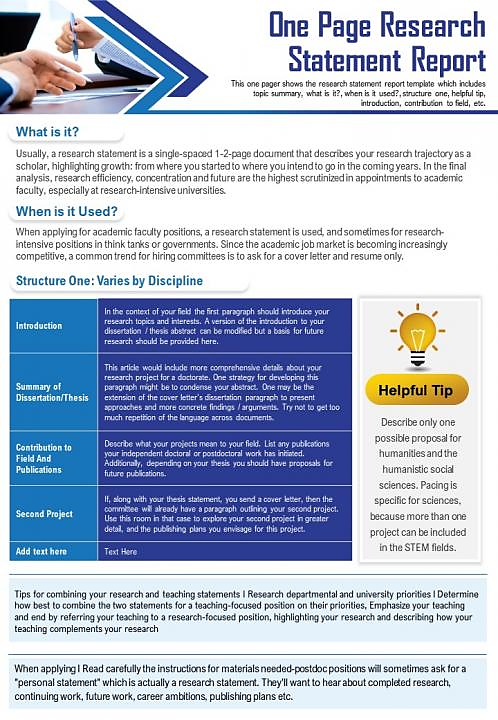 One Page Research
Statement Report
This one pager shows the research statement report template which includes
topic summary, what is it?, when is it used?, structure one, helpful tip,
introduction, contribution to field, etc.
What is it?
Usually, a research statement is a single-spaced 1-2-page document that describes your research trajectory as a
scholar, highlighting growth: from where you started to where you intend to go in the coming years. In the final
analysis, research efficiency, concentration and future are the highest scrutinized in appointments to academic
faculty, especially at research-intensive universities.
When is it Used?
When applying for academic faculty positions, a research statement is used, and sometimes for research-
intensive positions in think tanks or governments. Since the academic job market is becoming increasingly
competitive, a common trend for hiring committees is to ask for a cover letter and resume only.
Structure One: Varies by Discipline
Introduction
In the context of your field the first paragraph should introduce your
research topics and interests. A version of the introduction to your
dissertation / thesis abstract can be modified but a basis for future
research should be provided here.
Summary of
Dissertation/Thesis
This article would include more comprehensive details about your
research project for a doctorate. One strategy for developing this
paragraph might be to condense your abstract. One may be the
extension of the cover letter's dissertation paragraph to present
approaches and more concrete findings / arguments. Try not to get too
much repetition of the language across documents.
Contribution to
Field And
Publications
Describe what your projects mean to your field. List any publications
your independent doctoral or postdoctoral work has initiated.
Additionally, depending on your thesis you should have proposals for
future publications.
Second Project
If, along with your thesis statement, you send a cover letter, then the
committee will already have a paragraph outlining your second project.
Use this room in that case to explore your second project in greater
detail, and the publishing plans you envisage for this project.
Add text here
Text Here
Helpful Tip
Describe only one
possible proposal for
humanities and the
humanistic social
sciences. Pacing is
specific for sciences,
because more than one
project can be included
in the STEM fields.
Tips for combining your research and teaching statements I Research departmental and university priorities I Determine
how best to combine the two statements for a teaching-focused position on their priorities, Emphasize your teaching
and end by referring your teaching to a research-focused position, highlighting your research and describing how your
teaching complements your research
When applying I Read carefully the instructions for materials needed-postdoc positions will sometimes ask for a
"personal statement" which is actually a research statement. They'll want to hear about completed research,
continuing work, future work, career ambitions, publishing plans etc.